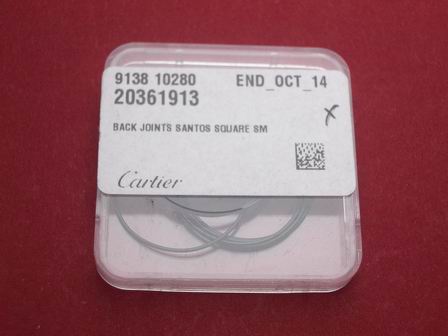 9138 10280 END_OCT_14
20361913
X
BACK JOINTS SANTOS SQUARE SM
Cartier